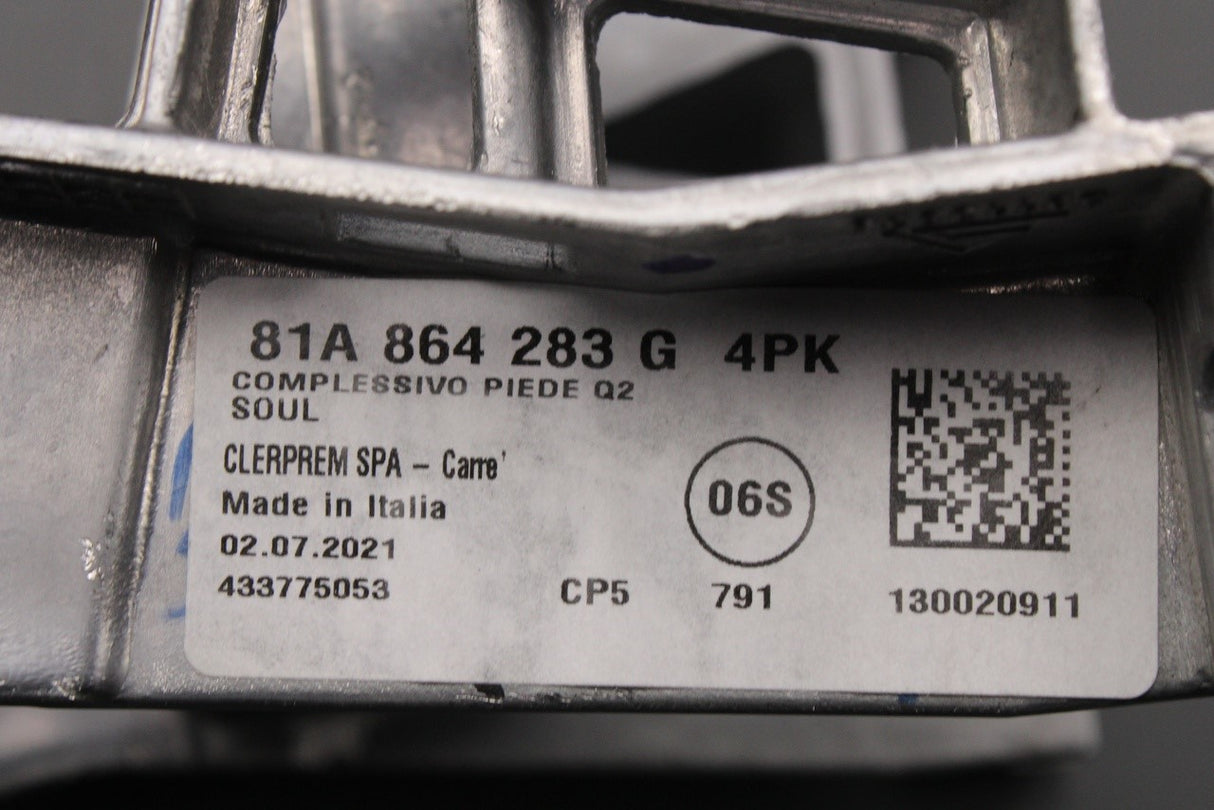 81A 864 283 G 4PK
COMPLESSIVO PIEDE Q2
SOUL
CLERPREM SPA - Carre'
Made in Italia
06S
02.07.2021
433775053 CP5 791 130020911